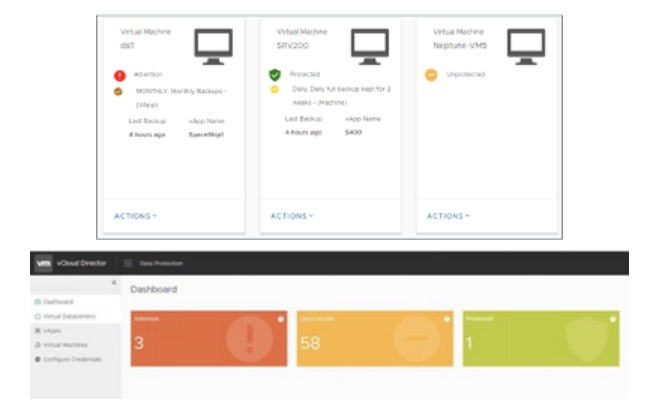 Virtual Machine
ds1
Attention
MONTHLY, Monthly Backups -
(vApp)
Last Backup vApp Name
4 hours ago SpaceShip1
ACTIONS
Virtual Machine
SRV200
Protected
Daily, Daily full backup kept for 2
weeks - (Machine)
Last Backup vApp Name
4 hours ago S400
ACTIONS
Virtual Machine
Neptune-VM5
Unprotected
ACTIONS
vm vCloud Director Data Protection
Dashboard
Virtual Datacenters
vApps
Virtual Machines
Configure Credentials
Dashboard
Attention
3
Unprotected
58
Protected
1